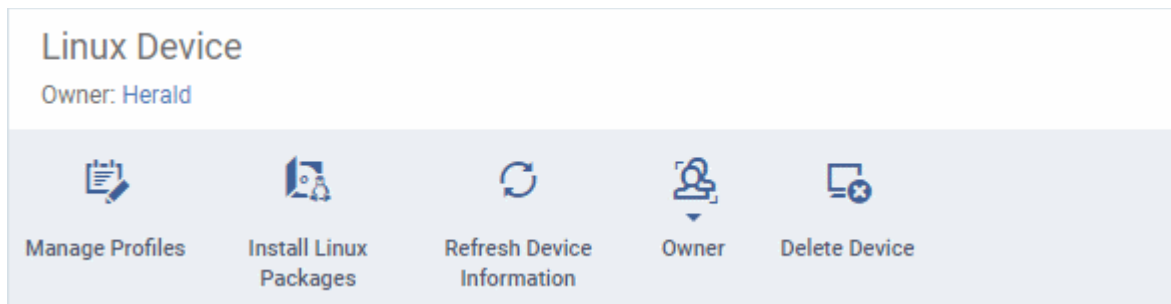 Linux Device
Owner: Herald
Manage Profiles
Install Linux
Packages
Refresh Device
Information
Owner
Delete Device